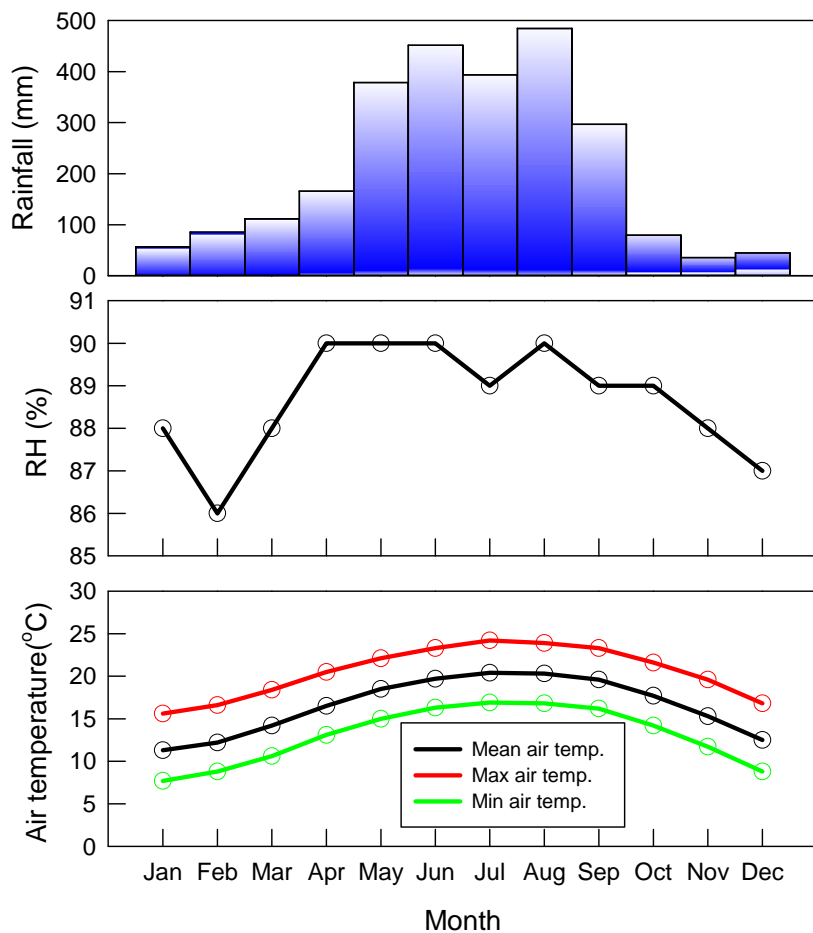 500
400
300
200
100
0
Rainfall (mm)
91
90
89
88
87
86
85
RH (%)
30
25
20
15
10
5
0
Air temperature(°C)
Mean air temp.
Max air temp.
Min air temp.
Jan Feb Mar Apr May Jun Jul Aug Sep Oct Nov Dec
Month